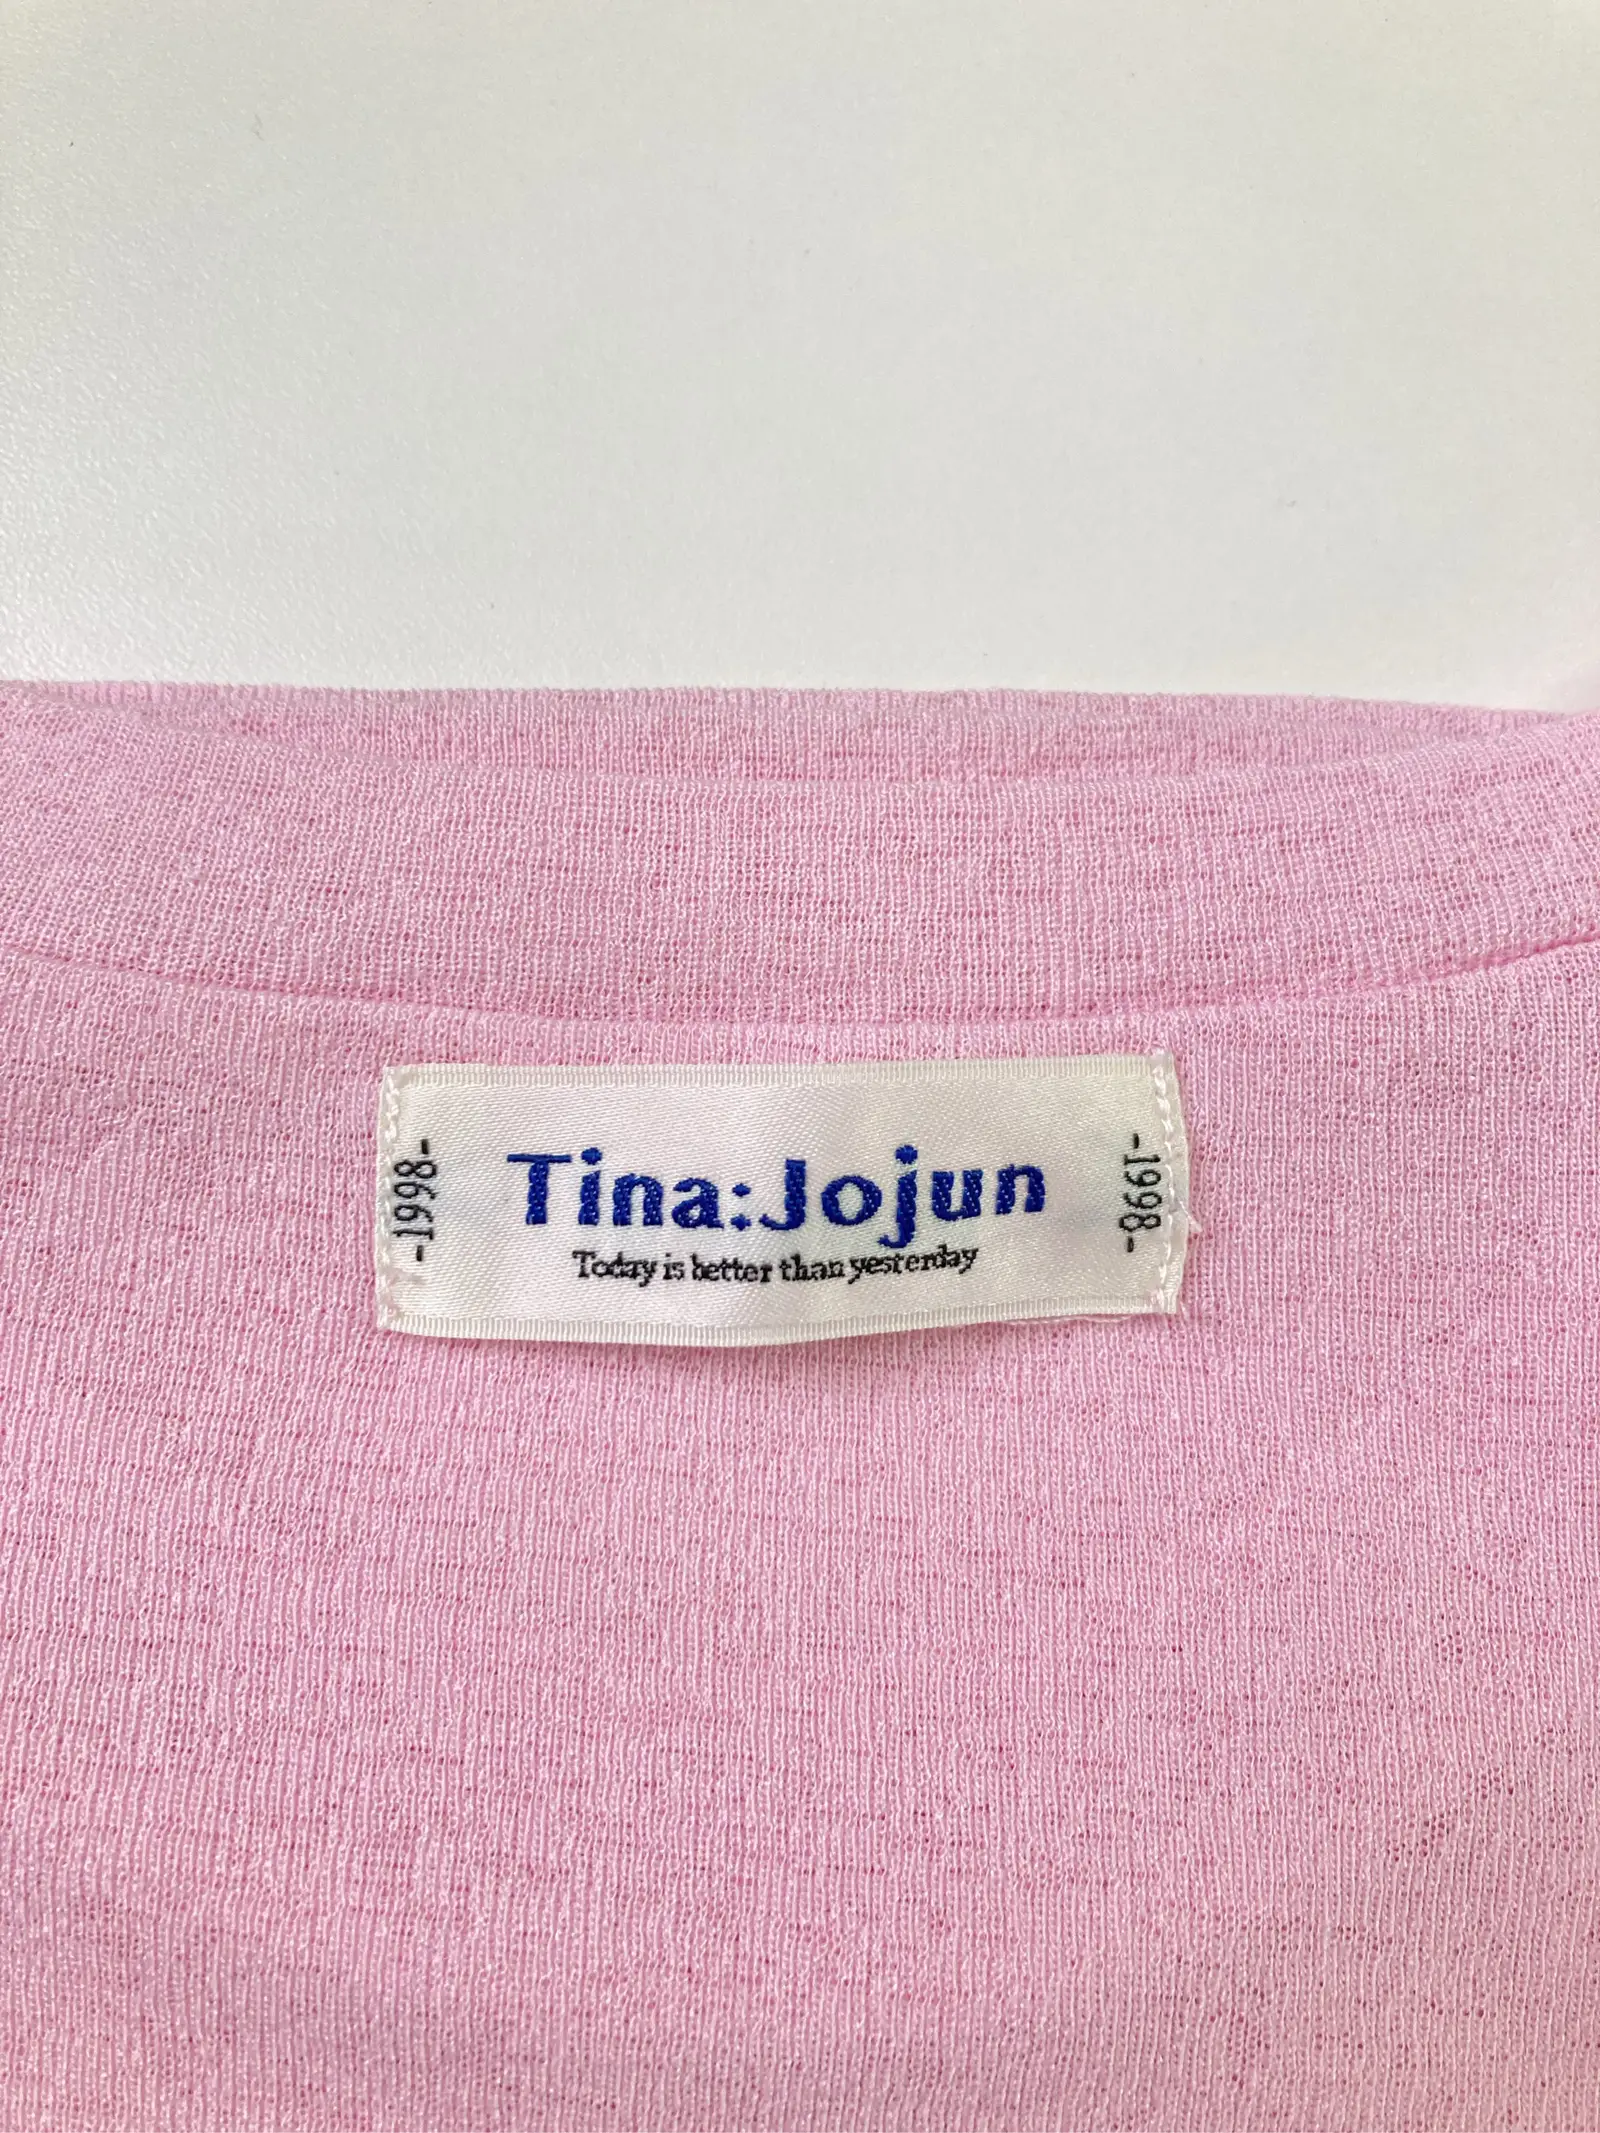 -1998-
Tina:Jojun
Today is better than yesterday
-1998-